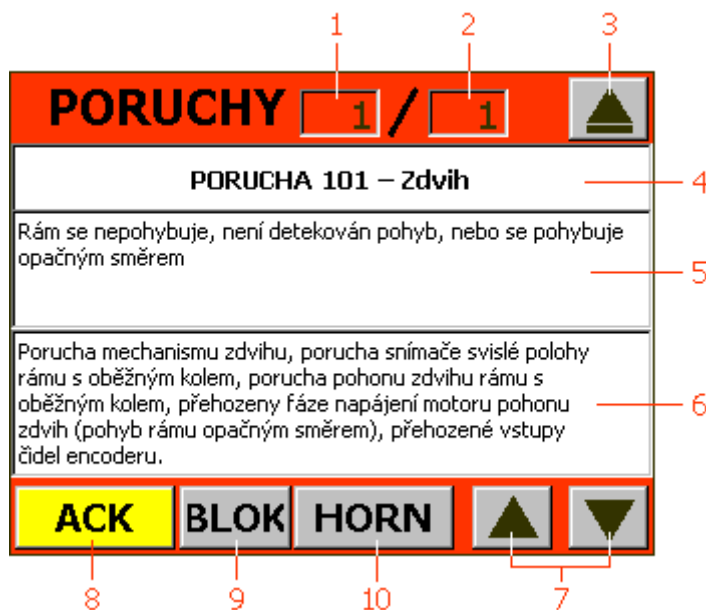 1 2 3
PORUCHY 1 / 1
PORUCHA 101 – Zdvih
4
Rám se nepohybuje, není detekován pohyb, nebo se pohybuje
opačným směrem
5
Porucha mechanismu zdvihu, porucha snímače svislé polohy
rámu s oběžným kolem, porucha pohonu zdvihu rámu s
oběžným kolem, přehozeny fáze napájení motoru pohonu
6
zdvih (pohyb rámu opačným směrem), přehozené vstupy
čidel encoderu.
ACK BLOK HORN
8 9 10 7